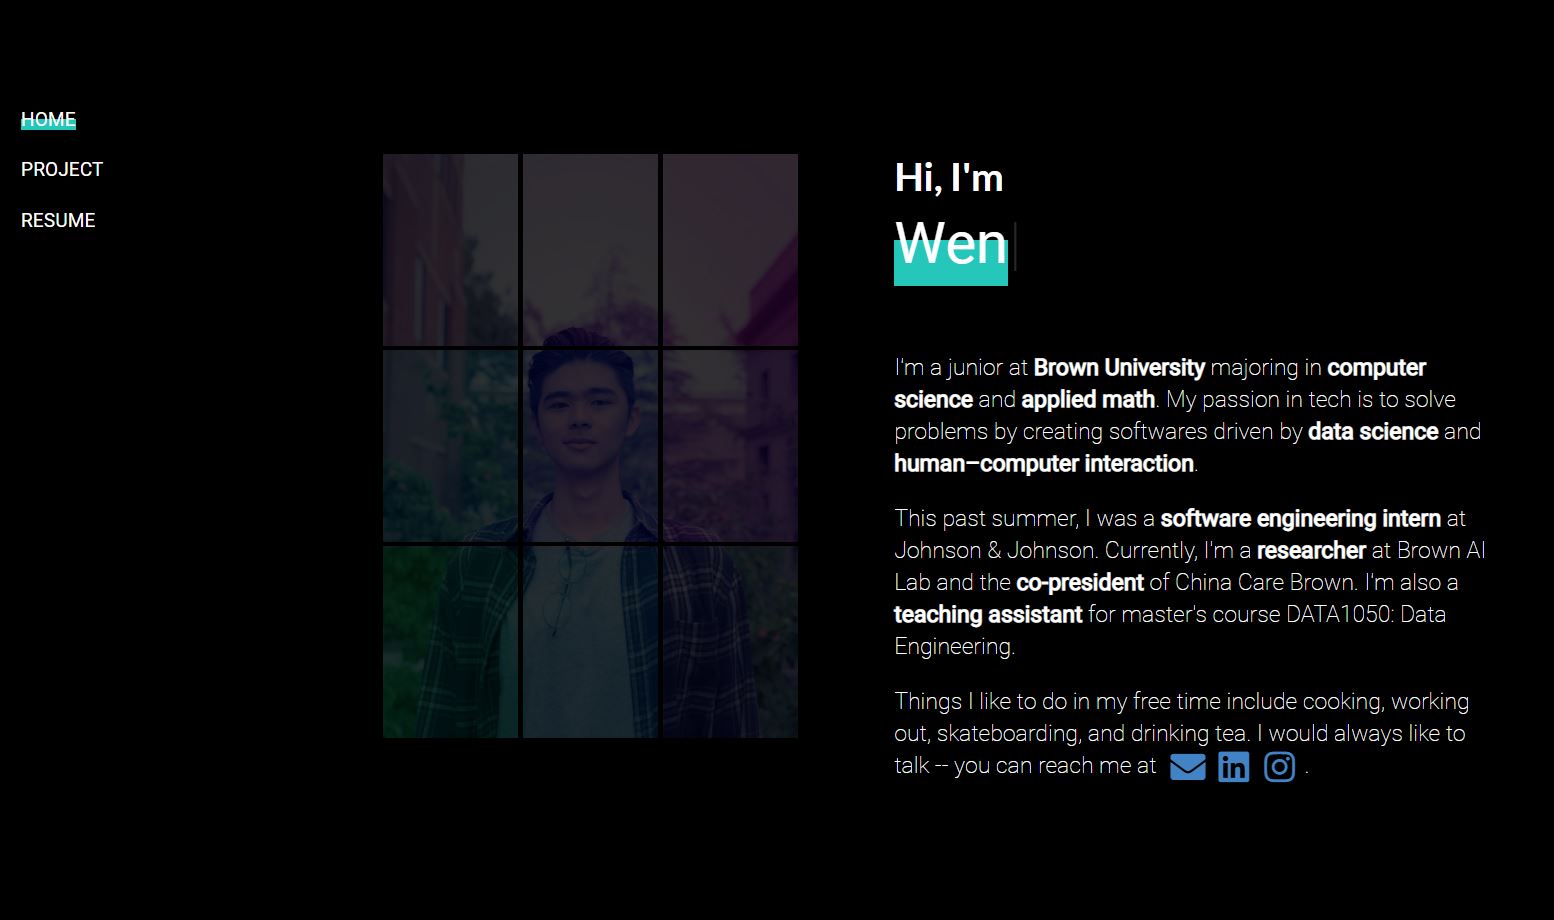 HOME
PROJECT
RESUME
Hi, I'm
Wen
I'm a junior at Brown University majoring in computer
science and applied math. My passion in tech is to solve
problems by creating softwares driven by data science and
human–computer interaction.
This past summer, I was a software engineering intern at
Johnson & Johnson. Currently, I'm a researcher at Brown AI
Lab and the co-president of China Care Brown. I'm also a
teaching assistant for master's course DATA1050: Data
Engineering.
Things I like to do in my free time include cooking, working
out, skateboarding, and drinking tea. I would always like to
talk -- you can reach me at in .